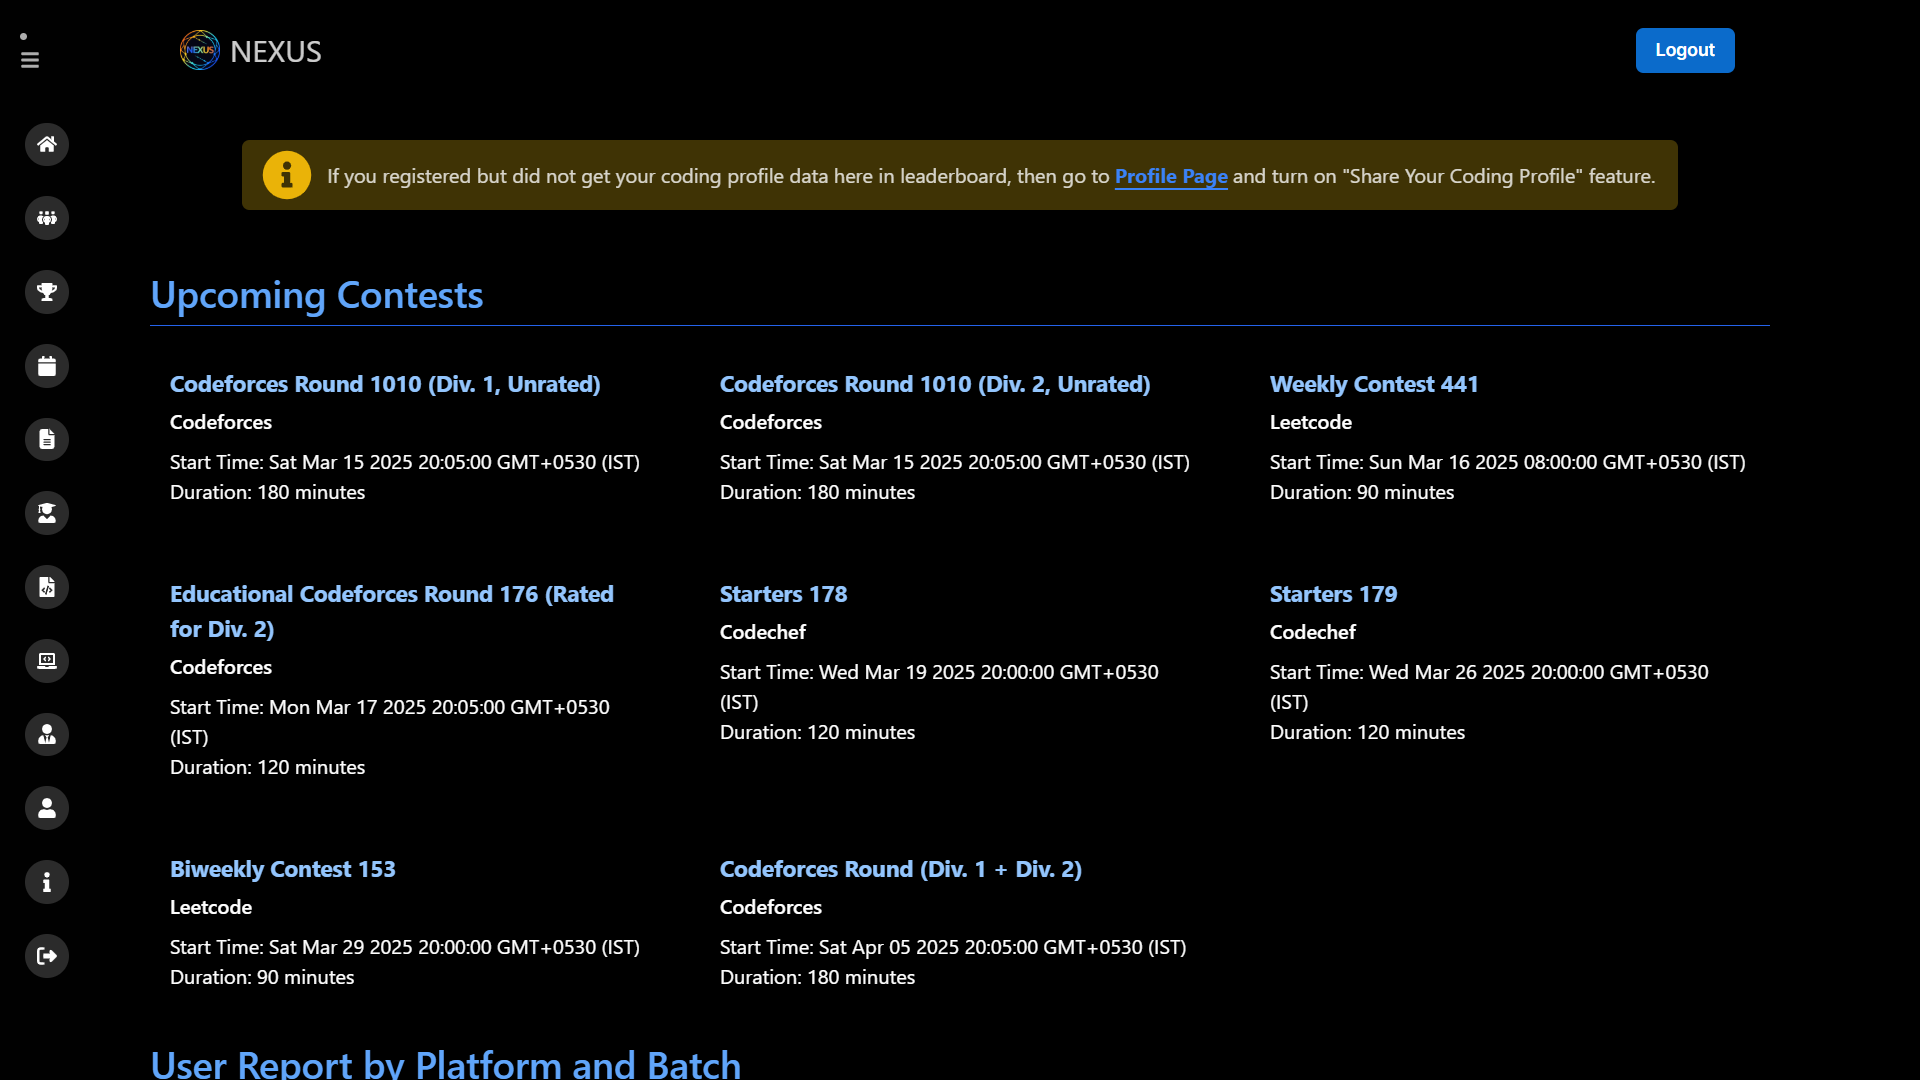 NEXUS
NEXUS
Logout
If you registered but did not get your coding profile data here in leaderboard, then go to Profile Page and turn on "Share Your Coding Profile" feature.
Upcoming Contests
Codeforces Round 1010 (Div. 1, Unrated)
Codeforces
Start Time: Sat Mar 15 2025 20:05:00 GMT+0530 (IST)
Duration: 180 minutes
Codeforces Round 1010 (Div. 2, Unrated)
Codeforces
Start Time: Sat Mar 15 2025 20:05:00 GMT+0530 (IST)
Duration: 180 minutes
Weekly Contest 441
Leetcode
Start Time: Sun Mar 16 2025 08:00:00 GMT+0530 (IST)
Duration: 90 minutes
Educational Codeforces Round 176 (Rated
for Div. 2)
Codeforces
Start Time: Mon Mar 17 2025 20:05:00 GMT+0530
(IST)
Duration: 120 minutes
Starters 178
Codechef
Start Time: Wed Mar 19 2025 20:00:00 GMT+0530
(IST)
Duration: 120 minutes
Starters 179
Codechef
Start Time: Wed Mar 26 2025 20:00:00 GMT+0530
(IST)
Duration: 120 minutes
Biweekly Contest 153
Leetcode
Start Time: Sat Mar 29 2025 20:00:00 GMT+0530 (IST)
Duration: 90 minutes
Codeforces Round (Div. 1 + Div. 2)
Codeforces
Start Time: Sat Apr 05 2025 20:05:00 GMT+0530 (IST)
Duration: 180 minutes
User Report by Platform and Batch